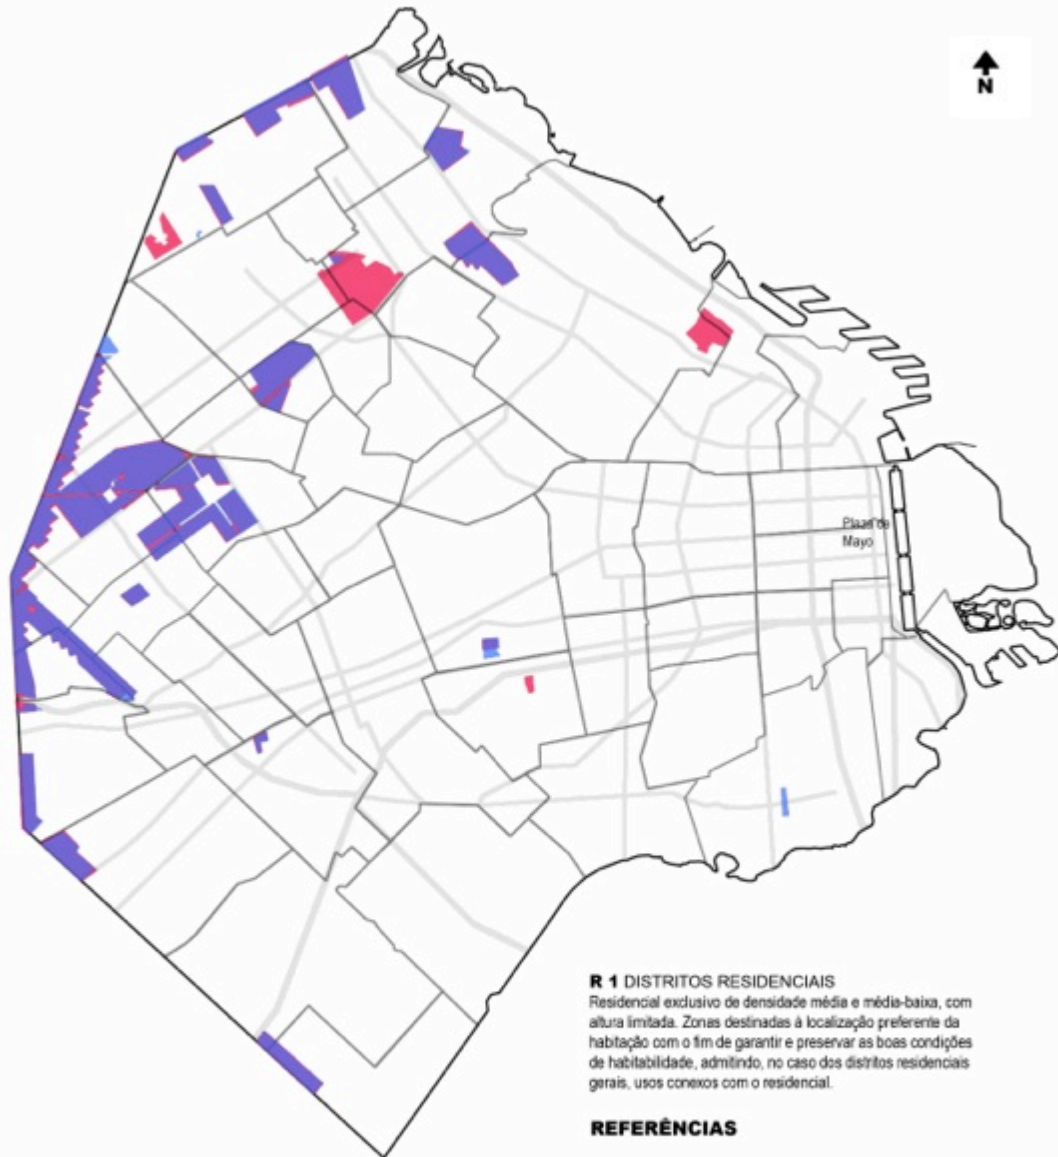 N
Plaza de
Mayo
R 1 DISTRITOS RESIDENCIAIS
Residencial exclusivo de densidade média e média-baixa, com
altura limitada. Zonas destinadas à localização preferente da
habitação com o fim de garantir e preservar as boas condições
de habitabilidade, admitindo, no caso dos distritos residenciais
gerais, usos conexos com o residencial.
REFERÊNCIAS